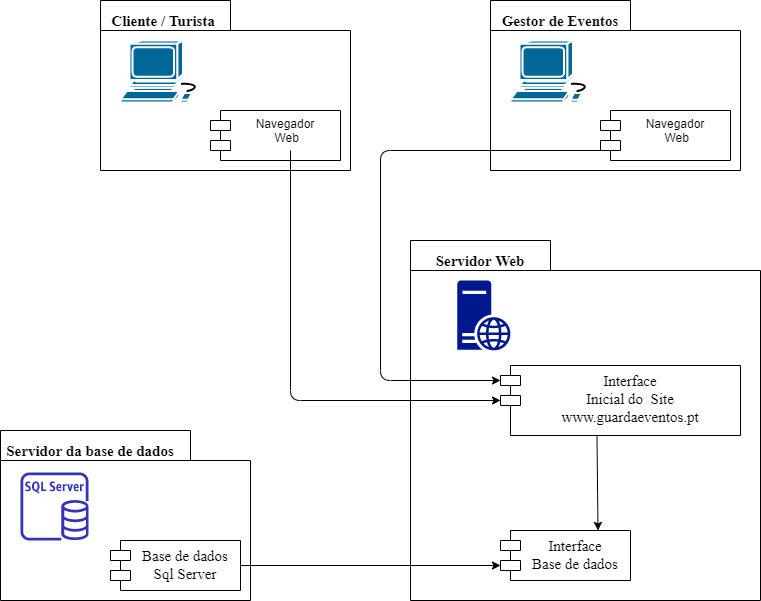 Cliente / Turista
Navegador
Web
Gestor de Eventos
Navegador
Web
Servidor Web
Interface
Inicial do Site
www.guardaeventos.pt
Interface
Base de dados
Servidor da base de dados
SQL Server
Base de dados
Sql Server